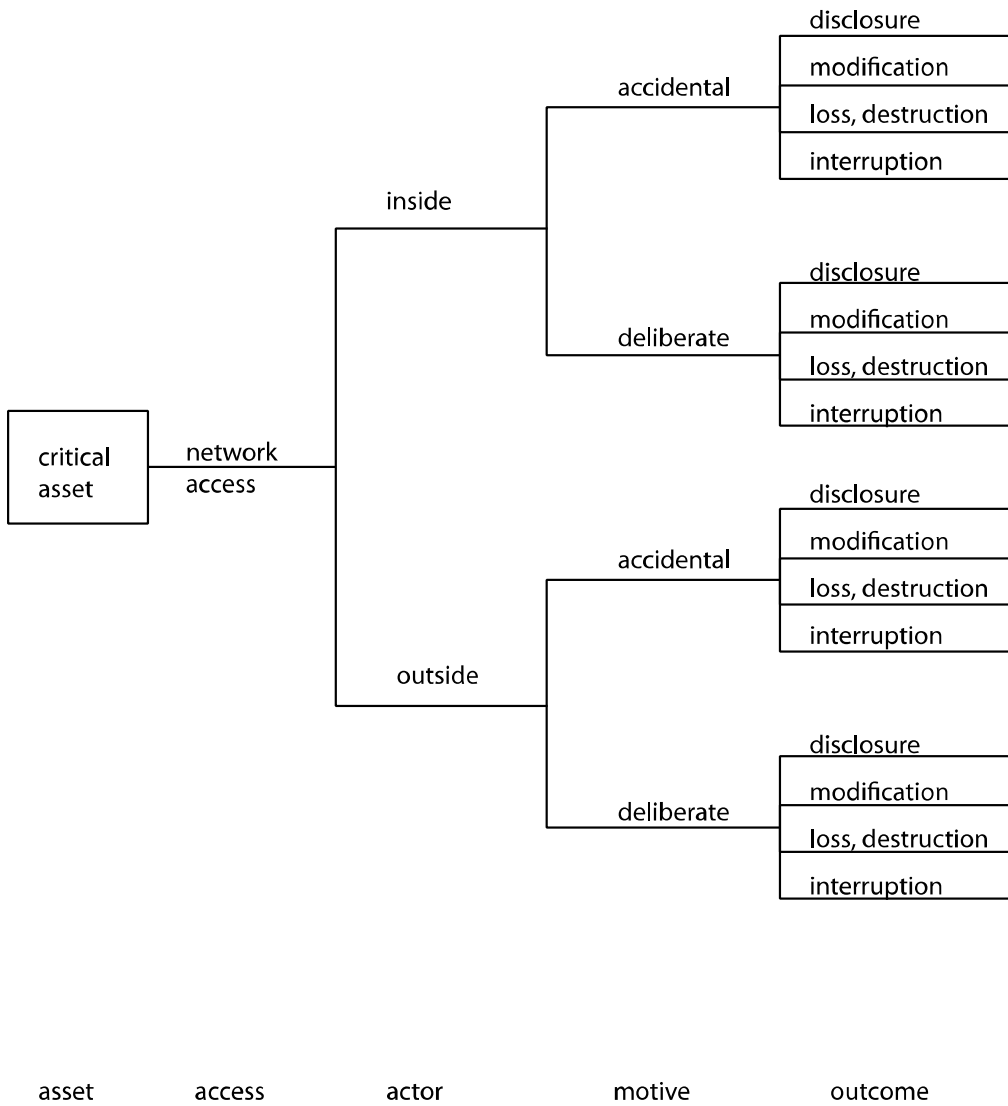 disclosure
modification
accidental
loss, destruction
interruption
inside
disclosure
modification
deliberate
loss, destruction
interruption
critical
asset
network
access
disclosure
modification
accidental
loss, destruction
interruption
outside
disclosure
modification
deliberate
loss, destruction
interruption
asset access actor motive outcome